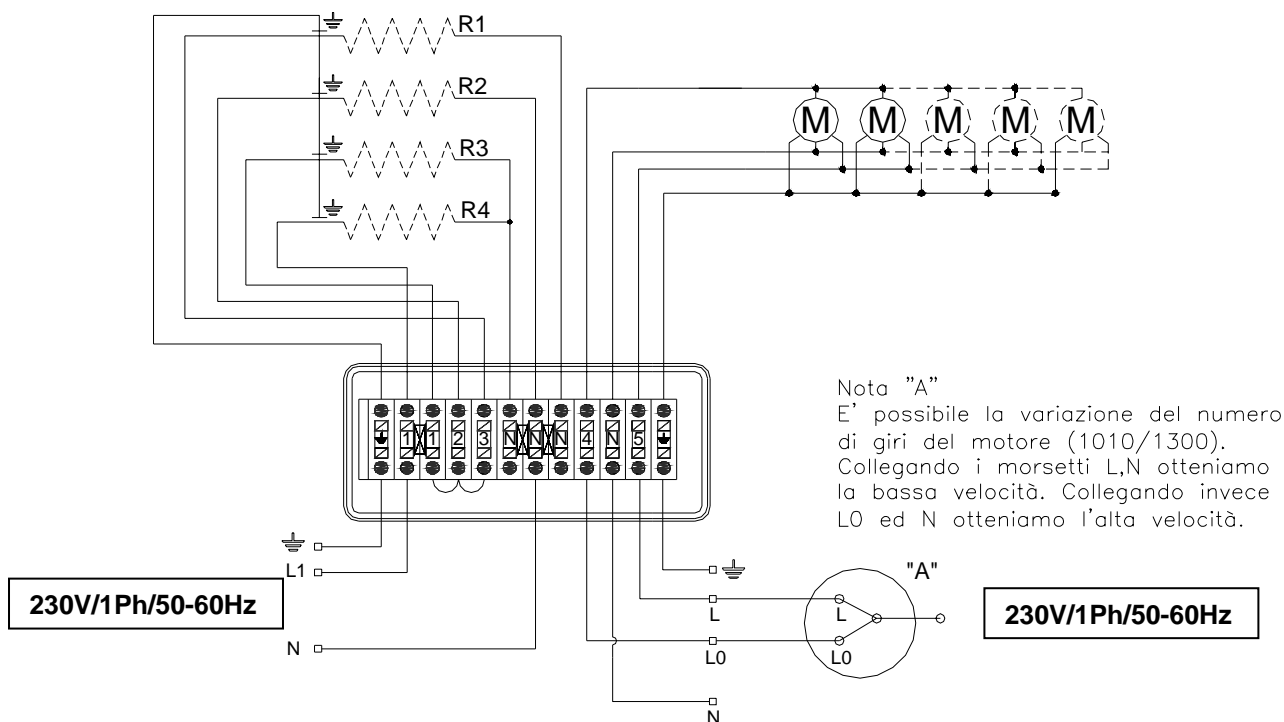 R1
R2
R3
R4
M M M M M
1 1 2 3 N N N 4 N 5
Nota "A"
E' possibile la variazione del numero
di giri del motore (1010/1300).
Collegando i morsetti L,N otteniamo
la bassa velocità. Collegando invece
L0 ed N otteniamo l'alta velocità.
L1
230V/1Ph/50-60Hz
N
"A"
L
L
L0
L0
N
230V/1Ph/50-60Hz